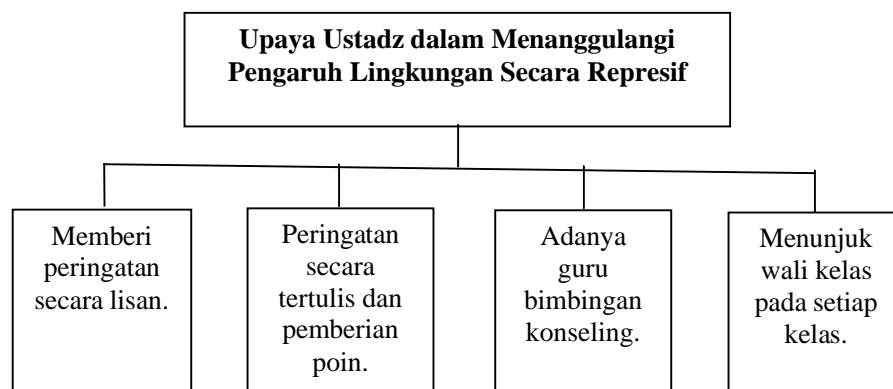 Upaya Ustadz dalam Menanggulangi
Pengaruh Lingkungan Secara Represif
Memberi
peringatan
secara lisan.
Peringatan
secara
tertulis dan
pemberian
poin.
Adanya
guru
bimbingan
konseling.
Menunjuk
wali kelas
pada setiap
kelas.